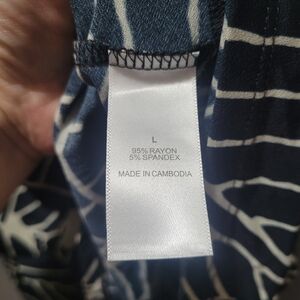 L
95% RAYON
5% SPANDEX
MADE IN CAMBODIA